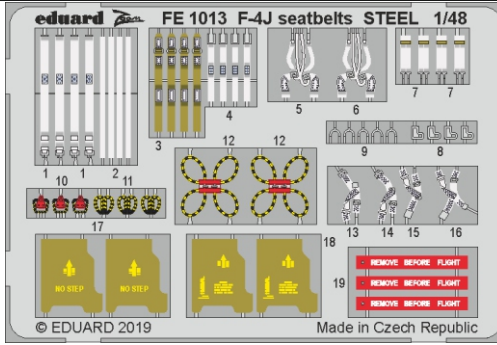 eduard Zoom FE 1013 F-4J seatbelts STEEL 1/48
1 1 2
3
4
5
6
7 7
9 8
10 11
17
12 12
13 14 15 16
NO STEP NO STEP
18
19
REMOVE BEFORE FLIGHT
REMOVE BEFORE FLIGHT
REMOVE BEFORE FLIGHT
© EDUARD 2019 Made in Czech Republic